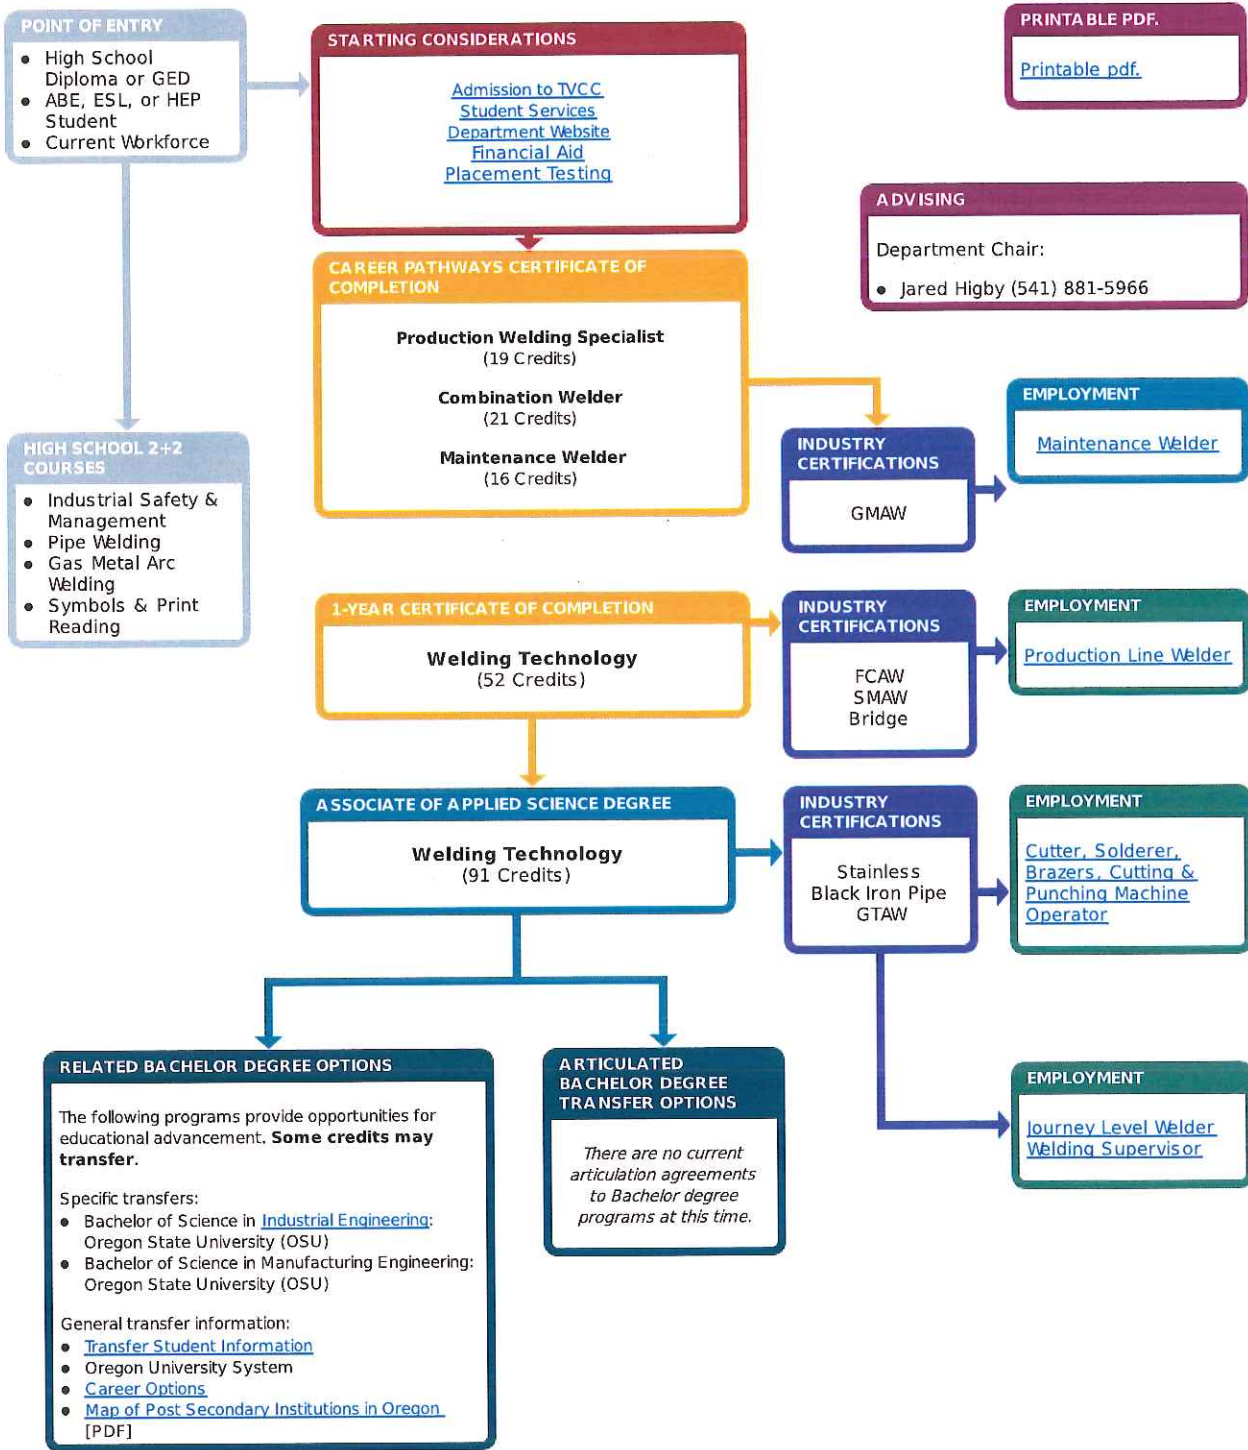 POINT OF ENTRY
• High School
Diploma or GED
• ABE, ESL, or HEP
Student
• Current Workforce
STARTING CONSIDERATIONS
Admission to TVCC
Student Services
Department Website
Financial Aid
Placement Testing
PRINTABLE PDF.
Printable pdf.
ADVISING
Department Chair:
• Jared Higby (541) 881-5966
CAREER PATHWAYS CERTIFICATE OF
COMPLETION
Production Welding Specialist
(19 Credits)
Combination Welder
(21 Credits)
Maintenance Welder
(16 Credits)
HIGH SCHOOL 2+2
COURSES
• Industrial Safety &
Management
• Pipe Welding
• Gas Metal Arc
Welding
• Symbols & Print
Reading
INDUSTRY
CERTIFICATIONS
GMAW
EMPLOYMENT
Maintenance Welder
1-YEAR CERTIFICATE OF COMPLETION
Welding Technology
(52 Credits)
INDUSTRY
CERTIFICATIONS
FCAW
SMAW
Bridge
EMPLOYMENT
Production Line Welder
ASSOCIATE OF APPLIED SCIENCE DEGREE
Welding Technology
(91 Credits)
INDUSTRY
CERTIFICATIONS
Stainless
Black Iron Pipe
GTAW
EMPLOYMENT
Cutter, Solderer,
Brazers, Cutting &
Punching Machine
Operator
RELATED BACHELOR DEGREE OPTIONS
The following programs provide opportunities for
educational advancement. Some credits may
transfer.
Specific transfers:
• Bachelor of Science in Industrial Engineering:
Oregon State University (OSU)
• Bachelor of Science in Manufacturing Engineering:
Oregon State University (OSU)
General transfer information:
• Transfer Student Information
• Oregon University System
• Career Options
• Map of Post Secondary Institutions in Oregon
[PDF]
ARTICULATED
BACHELOR DEGREE
TRANSFER OPTIONS
There are no current
articulation agreements
to Bachelor degree
programs at this time.
EMPLOYMENT
Journey Level Welder
Welding Supervisor